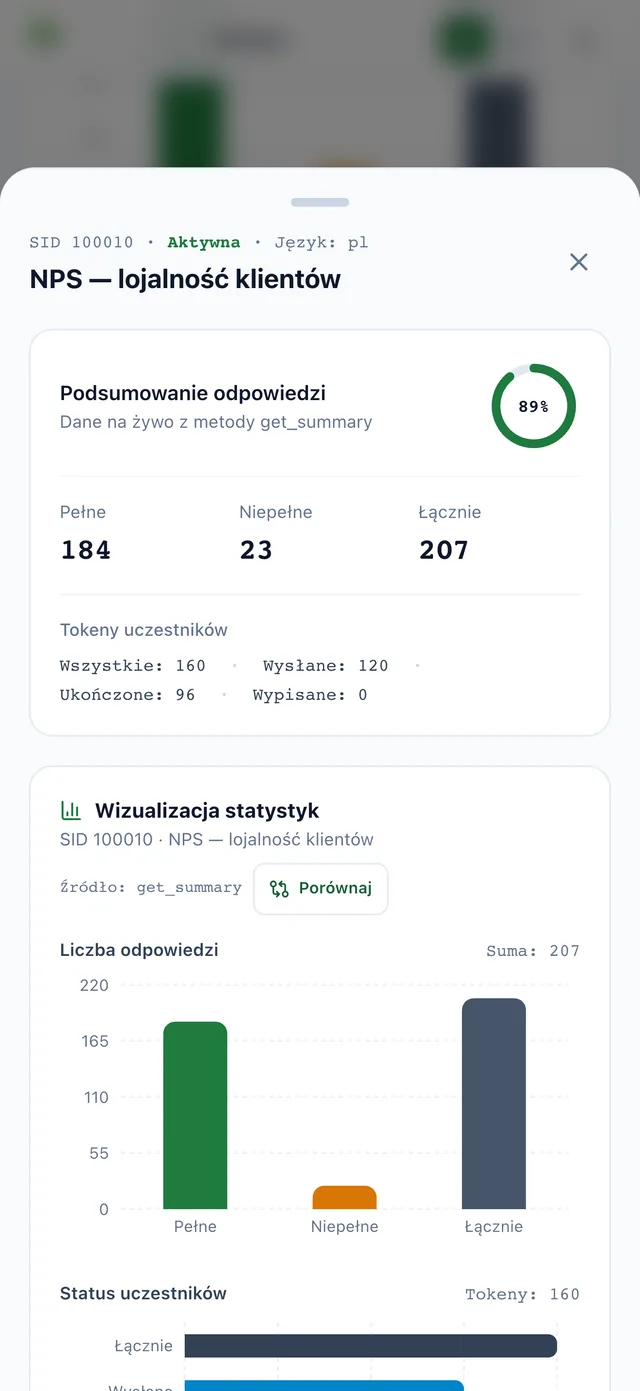 SID 100010 · Aktywna · Język: pl
NPS — lojalność klientów
Podsumowanie odpowiedzi
Dane na żywo z metody get_summary
89%
Pełne Niepełne Łącznie
184 23 207
Tokeny uczestników
Wszystkie: 160 · Wysłane: 120 ·
Ukończone: 96 · Wypisane: 0
Wizualizacja statystyk
SID 100010 · NPS — lojalność klientów
Źródło: get_summary Porównaj
Liczba odpowiedzi Suma: 207
220
165
110
55
0
Pełne Niepełne Łącznie
Status uczestników Tokeny: 160
Łącznie
Wysłane